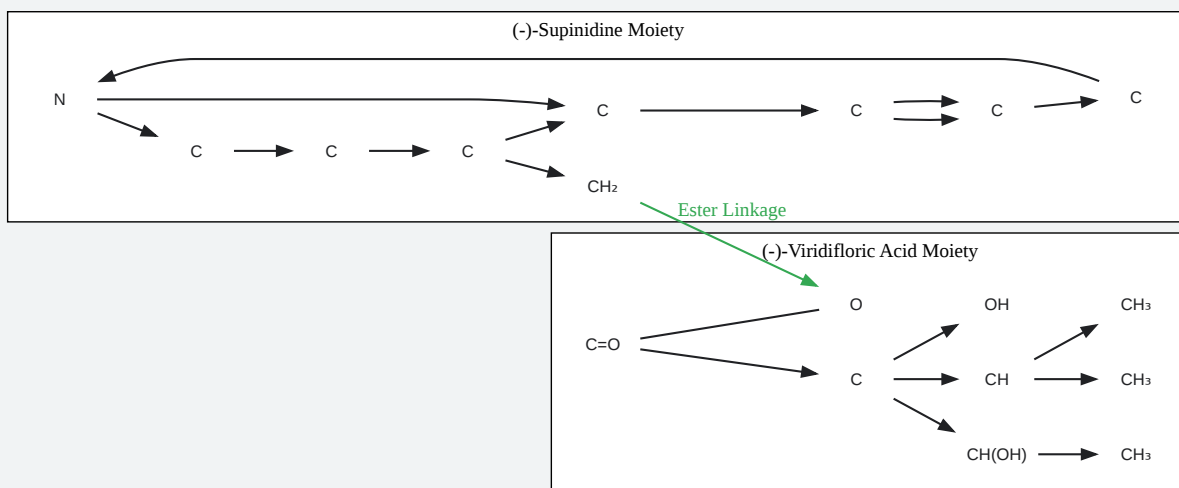 (-)-Supinidine Moiety
N
C
C
C
C
C
C
C
CH₂
Ester Linkage
(-)-Viridifloric Acid Moiety
C=O
O
OH
CH₃
C
CH
CH₃
CH(OH)
CH₃